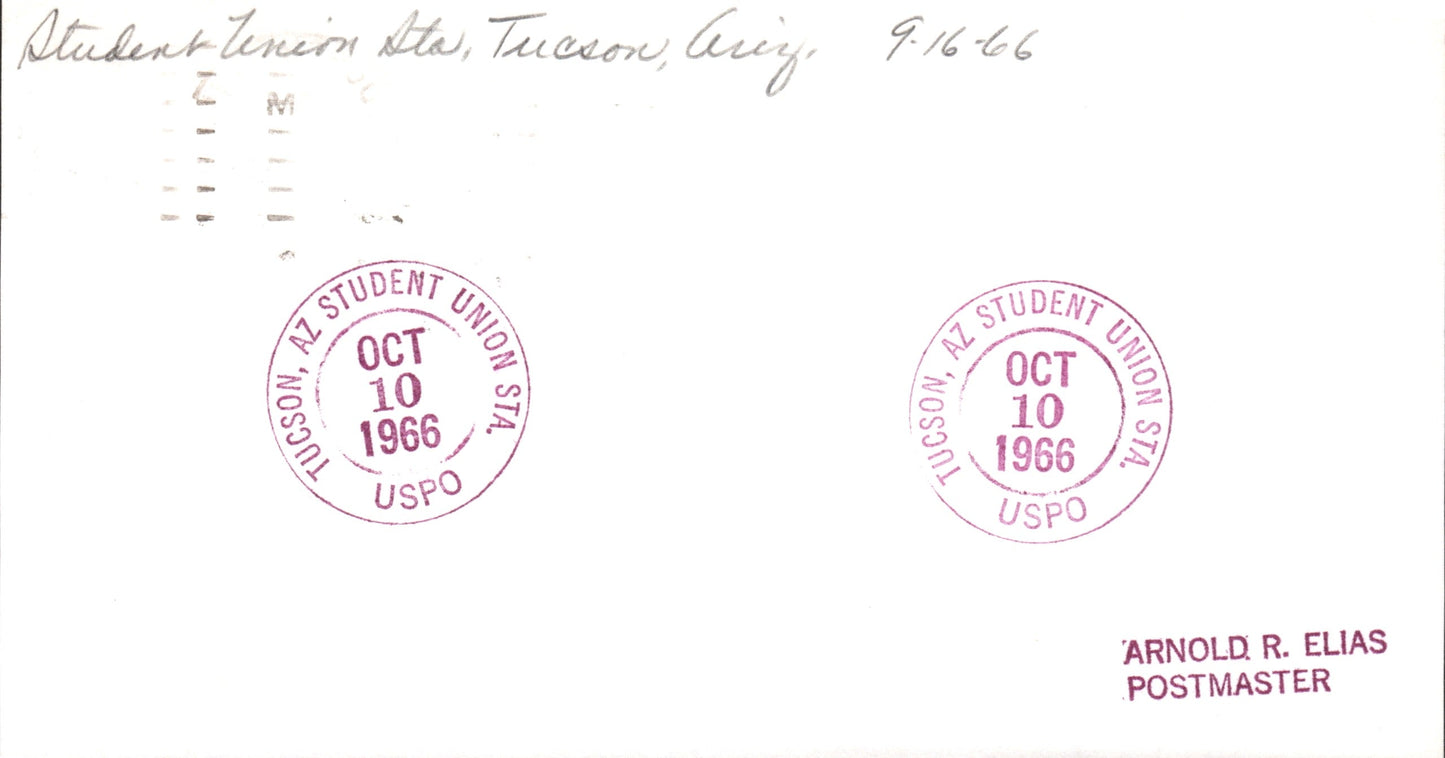 Student Union Sta, Tucson, Ariz. 9-16-66
M
TUCSON, AZ STUDENT UNION STA.
OCT
10
1966
USPO
TUCSON, AZ STUDENT UNION STA.
OCT
10
1966
USPO
ARNOLD R. ELIAS
POSTMASTER